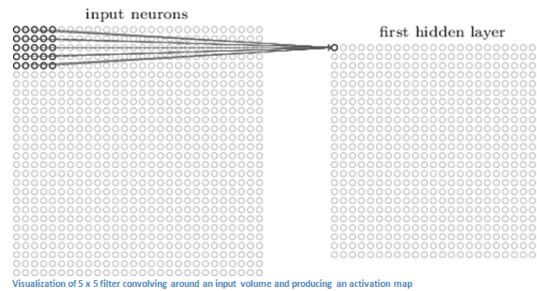 input neurons
first hidden layer
Visualization of 5 x 5 filter convolving around an input volume and producing an activation map